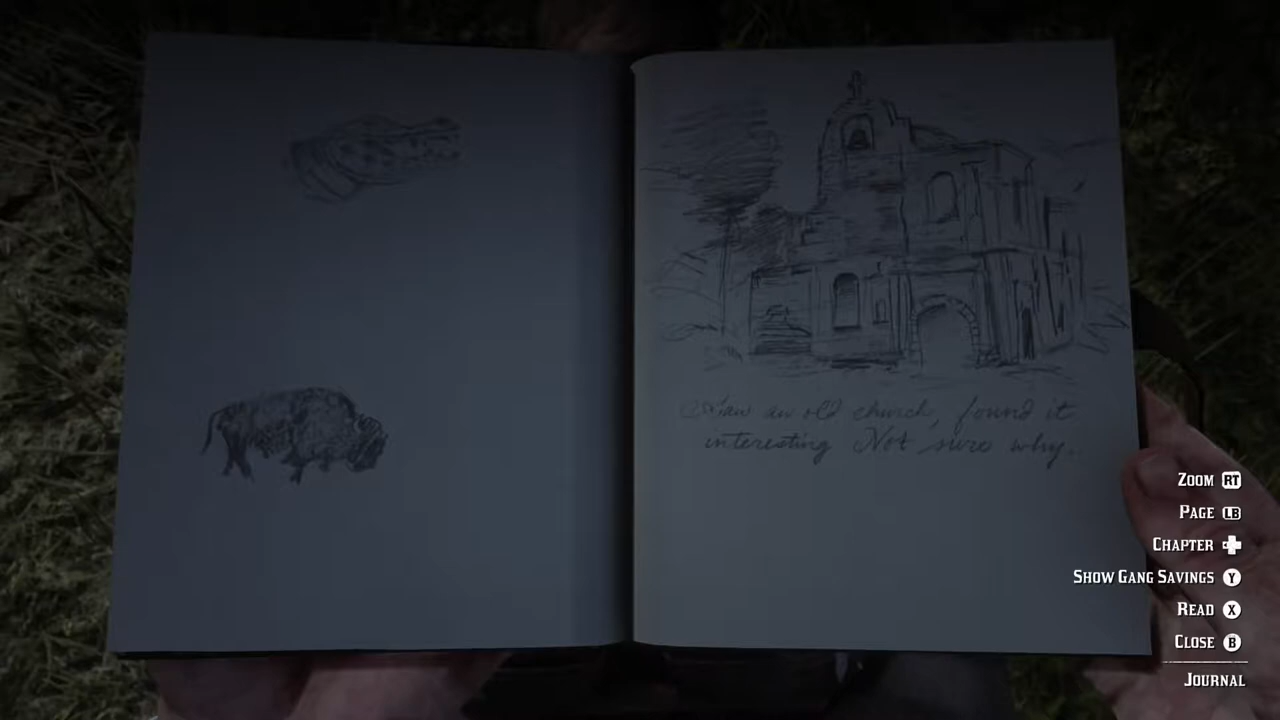 Saw an old church, found it
interesting Not sure why.
ZOOM RT
PAGE LB
CHAPTER
SHOW GANG SAVINGS Y
READ X
CLOSE B
JOURNAL